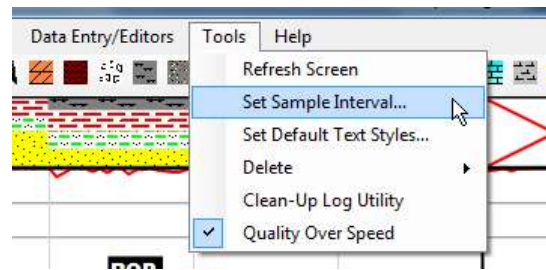 Data Entry/Editors Tools Help
Refresh Screen
Set Sample Interval...
Set Default Text Styles...
Delete
Clean-Up Log Utility
Quality Over Speed
ROP